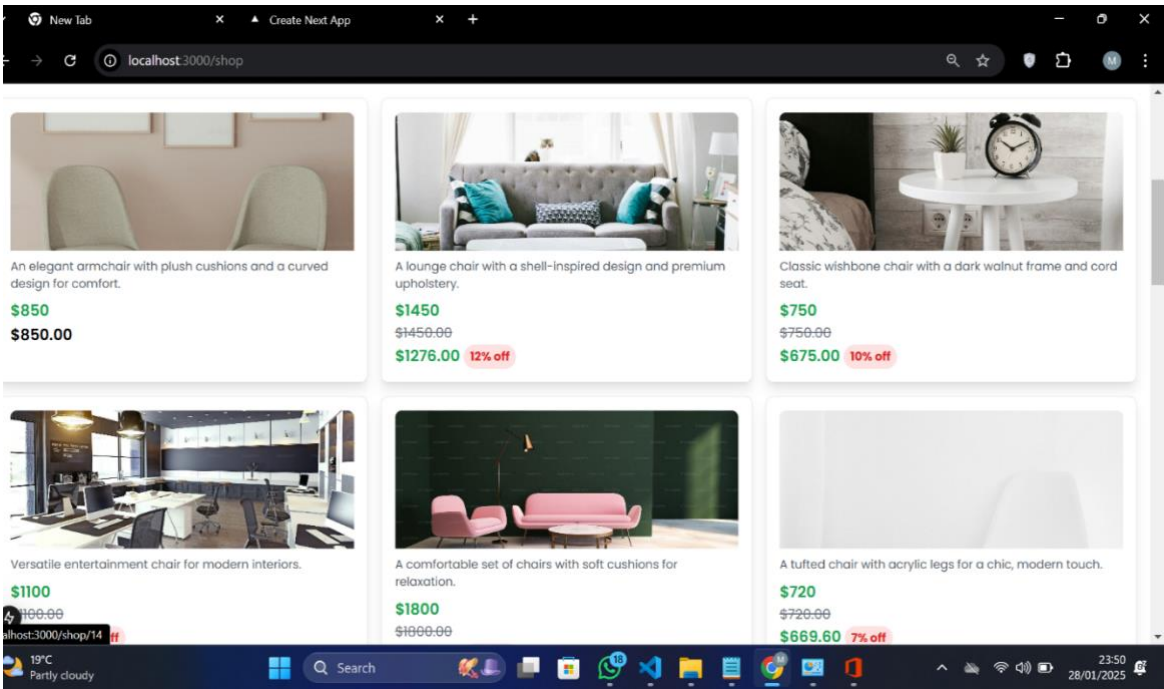 New Tab
Create Next App
localhost:3000/shop
M
An elegant armchair with plush cushions and a curved
design for comfort.
$850
$850.00
A lounge chair with a shell-inspired design and premium
upholstery.
$1450
$1450.00
$1276.00 12% off
Classic wishbone chair with a dark walnut frame and cord
seat.
$750
$750.00
$675.00 10% off
Versatile entertainment chair for modern interiors.
$1100
1100.00
ff
A comfortable set of chairs with soft cushions for
relaxation.
$1800
$1800.00
A tufted chair with acrylic legs for a chic, modern touch.
$720
$720.00
$669.60 7% off
alhost:3000/shop/14
19°C
Partly cloudy
Search
18
23:50
28/01/2025